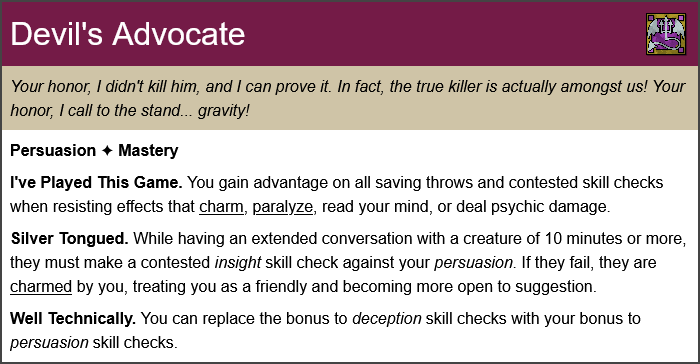 Devil's Advocate
Your honor, I didn't kill him, and I can prove it. In fact, the true killer is actually amongst us! Your
honor, I call to the stand... gravity!
Persuasion ✦ Mastery
I've Played This Game. You gain advantage on all saving throws and contested skill checks
when resisting effects that charm, paralyze, read your mind, or deal psychic damage.
Silver Tongued. While having an extended conversation with a creature of 10 minutes or more,
they must make a contested insight skill check against your persuasion. If they fail, they are
charmed by you, treating you as a friendly and becoming more open to suggestion.
Well Technically. You can replace the bonus to deception skill checks with your bonus to
persuasion skill checks.